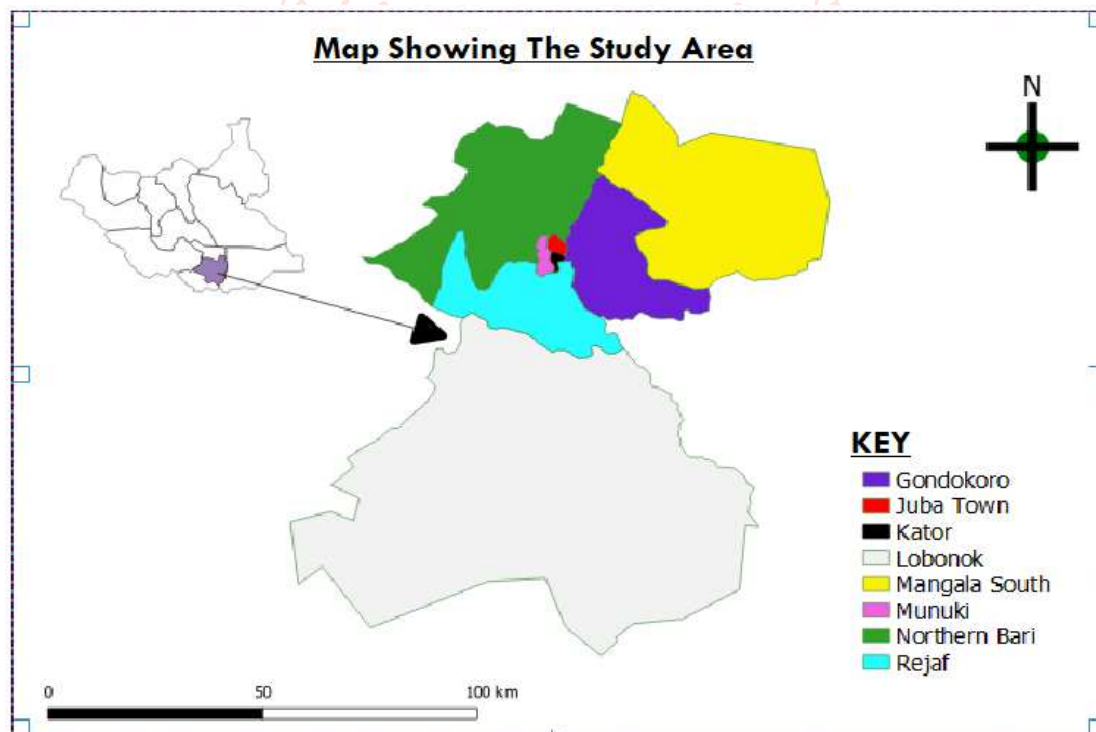 Map Showing The Study Area
N
KEY
Gondokoro
Juba Town
Kator
Lobonok
Mangala South
Munuki
Northern Bari
Rejaf
0 50 100 km